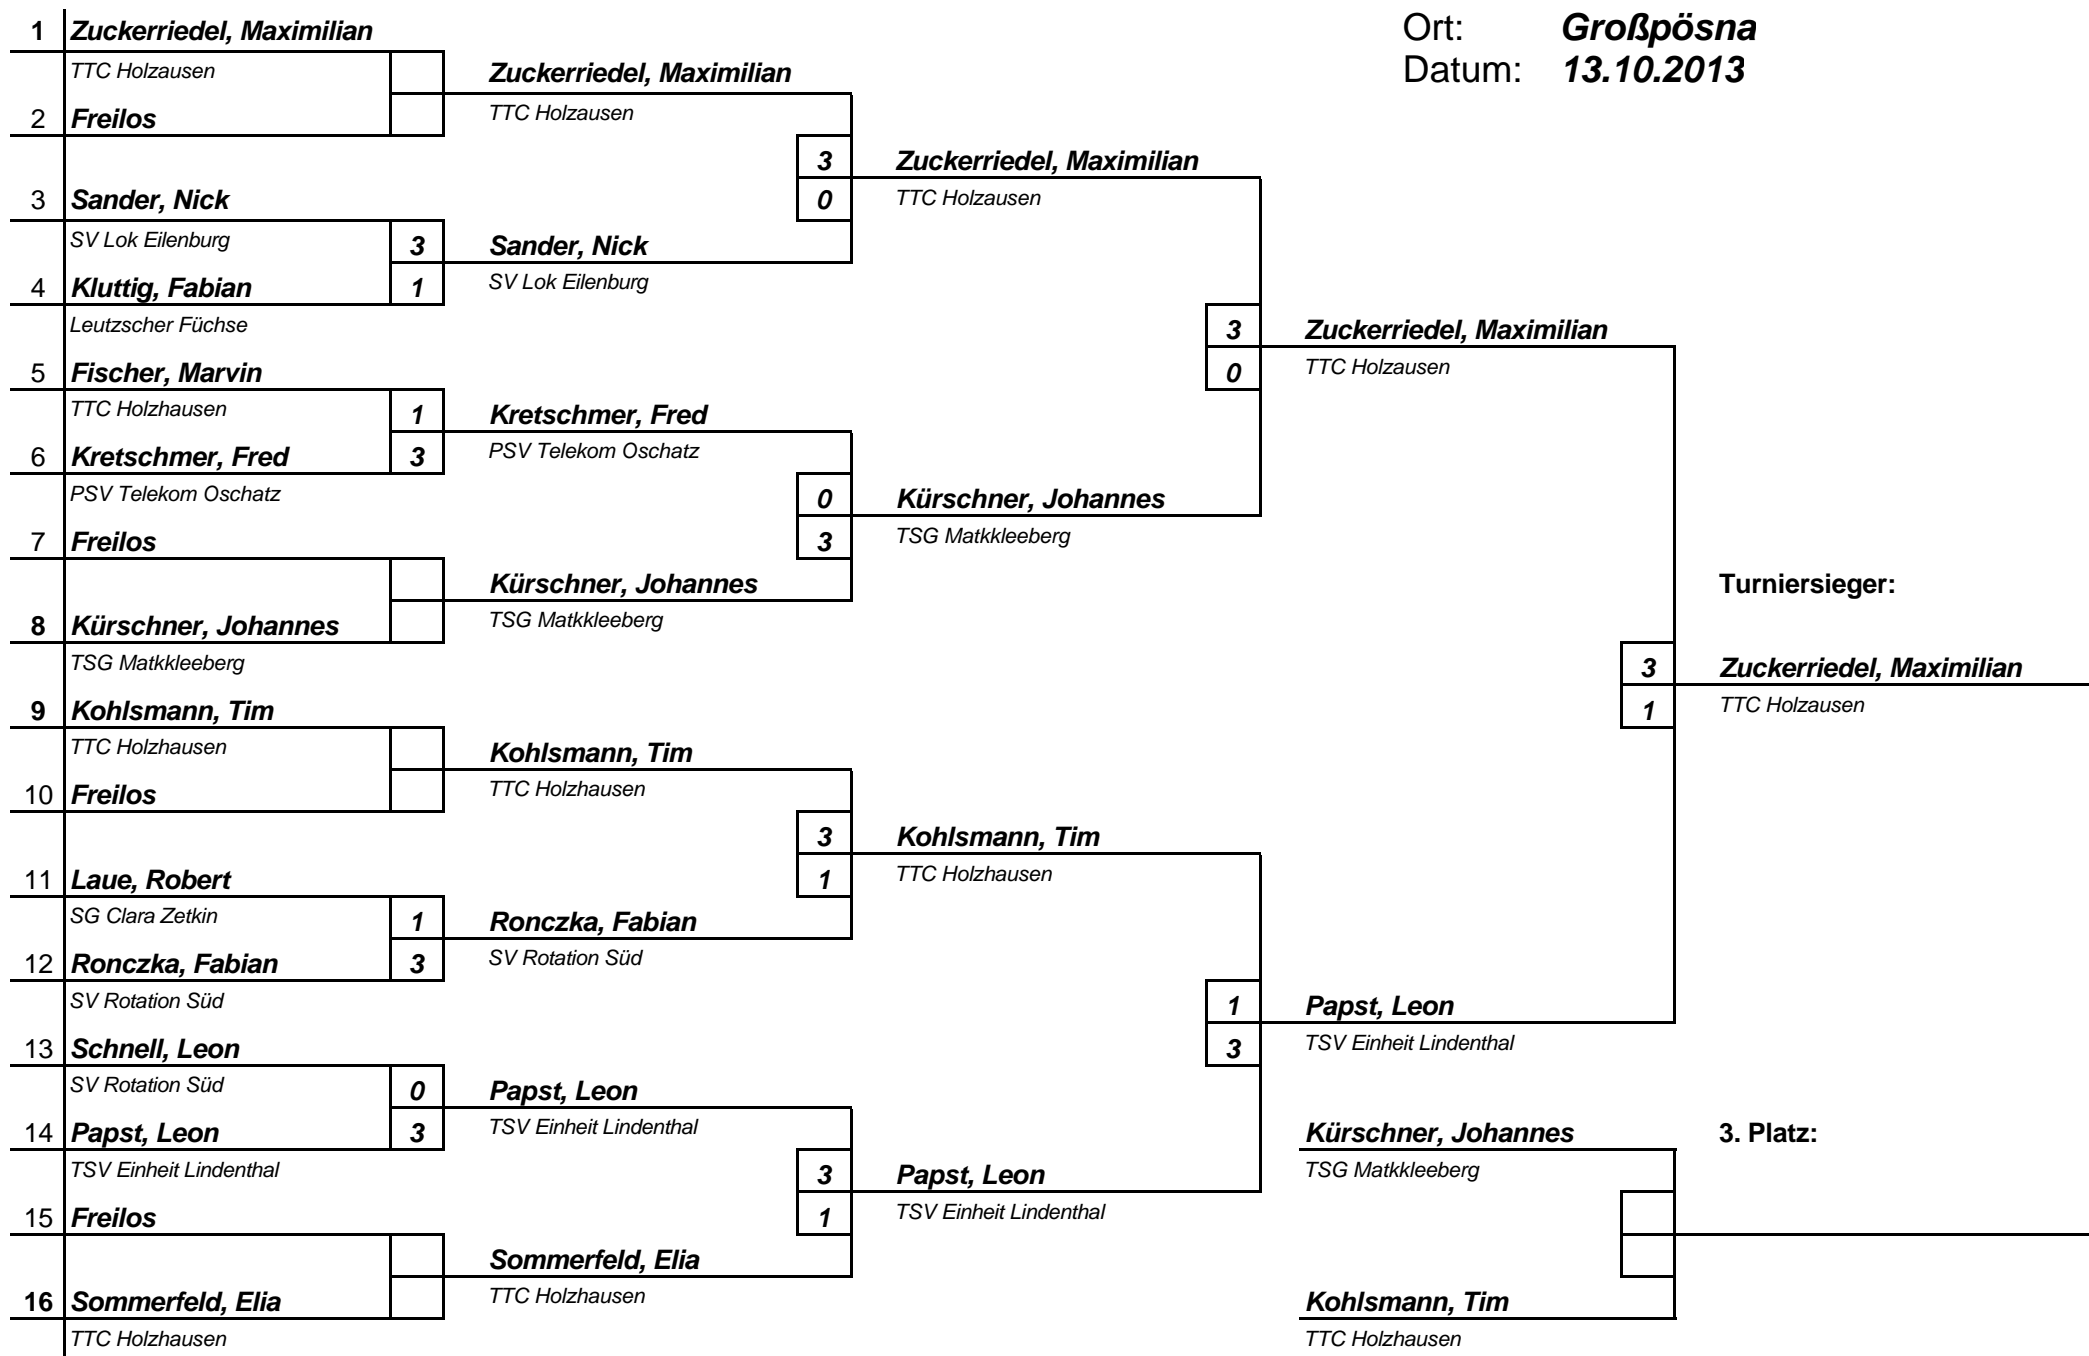 Ort: Großpösna
Datum: 13.10.2013
1 Zuckerriedel, Maximilian
TTC Holzausen
2 Freilos
3 Sander, Nick
SV Lok Eilenburg
3
4 Kluttig, Fabian
1
Leutzscher Füchse
5 Fischer, Marvin
TTC Holzhausen
1
6 Kretschmer, Fred
3
PSV Telekom Oschatz
7 Freilos
8 Kürschner, Johannes
TSG Matkkleeberg
9 Kohlsmann, Tim
TTC Holzhausen
10 Freilos
11 Laue, Robert
SG Clara Zetkin
1
12 Ronczka, Fabian
3
SV Rotation Süd
13 Schnell, Leon
SV Rotation Süd
0
14 Papst, Leon
3
TSV Einheit Lindenthal
15 Freilos
16 Sommerfeld, Elia
TTC Holzhausen
Zuckerriedel, Maximilian
TTC Holzausen
3
0
Sander, Nick
SV Lok Eilenburg
Kretschmer, Fred
PSV Telekom Oschatz
0
3
Kürschner, Johannes
TSG Matkkleeberg
Kohlsmann, Tim
TTC Holzhausen
3
1
Ronczka, Fabian
SV Rotation Süd
Papst, Leon
TSV Einheit Lindenthal
3
1
Sommerfeld, Elia
TTC Holzhausen
Zuckerriedel, Maximilian
TTC Holzausen
3
0
Kürschner, Johannes
TSG Matkkleeberg
Kohlsmann, Tim
TTC Holzhausen
1
3
Papst, Leon
TSV Einheit Lindenthal
Zuckerriedel, Maximilian
TTC Holzausen
3
1
Papst, Leon
TSV Einheit Lindenthal
Turniersieger:
Zuckerriedel, Maximilian
TTC Holzausen
Kürschner, Johannes
TSG Matkkleeberg
3. Platz:
Kohlsmann, Tim
TTC Holzhausen